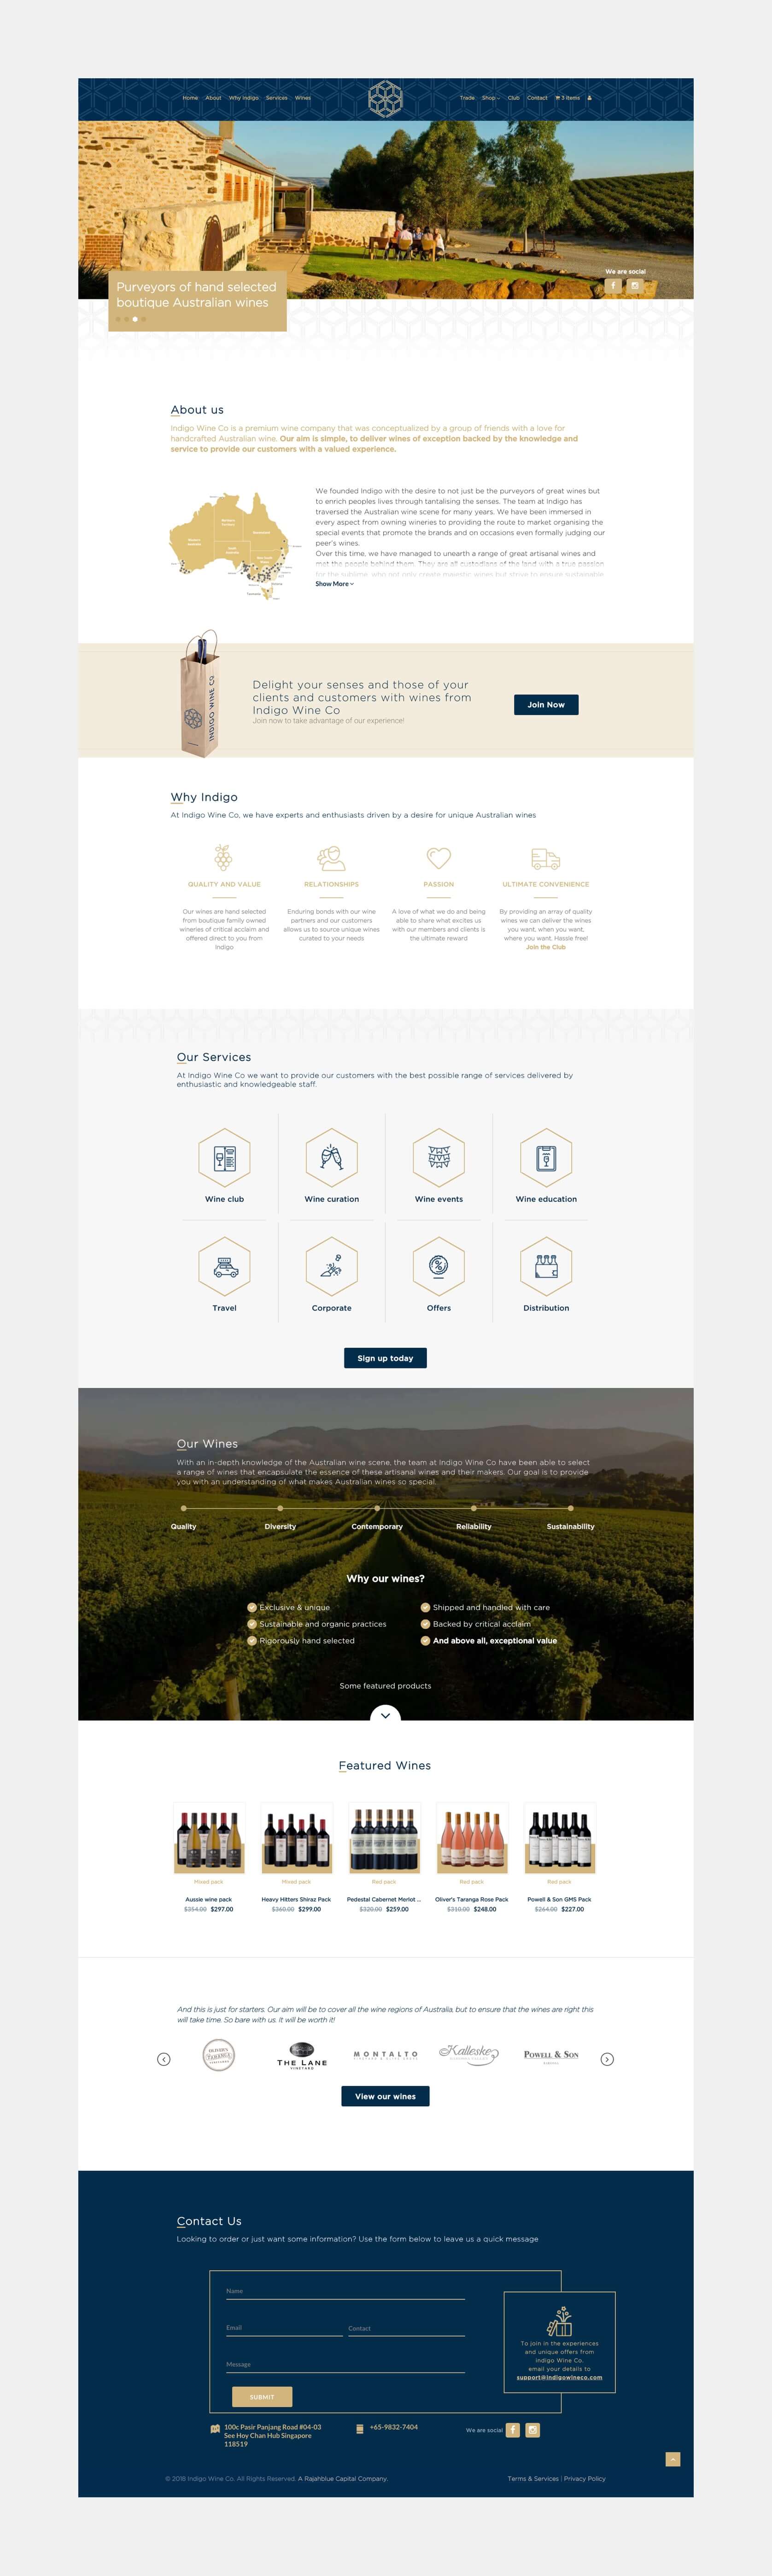 Home About Why Indigo Services Wines
Trade Shop Club Contact 3 items
We are social
Purveyors of hand selected
boutique Australian wines
About us
Indigo Wine Co is a premium wine company that was conceptualized by a group of friends with a love for
handcrafted Australian wine. Our aim is simple, to deliver wines of exception backed by the knowledge and
service to provide our customers with a valued experience.
We founded Indigo with the desire to not just be the purveyors of great wines but
to enrich peoples lives through tantalising the senses. The team at Indigo has
traversed the Australian wine scene for many years. We have been immersed in
every aspect from owning wineries to providing the route to market organising the
special events that promote the brands and on occasions even formally judging our
peer's wines.
Over this time, we have managed to unearth a range of great artisanal wines and
met the people behind them. They are all custodians of the land with a true passion
for the sublime, who not only create majestic wines but strive to ensure sustainable
Show More
INDIGO WINE CO
Delight your senses and those of your
clients and customers with wines from
Indigo Wine Co
Join now to take advantage of our experience!
Join Now
Why Indigo
At Indigo Wine Co, we have experts and enthusiasts driven by a desire for unique Australian wines
QUALITY AND VALUE
Our wines are hand selected
from boutique family owned
wineries of critical acclaim and
offered direct to you from
Indigo
RELATIONSHIPS
Enduring bonds with our wine
partners and our customers
allows us to source unique wines
curated to your needs
PASSION
A love of what we do and being
able to share what excites us
with our members and clients is
the ultimate reward
ULTIMATE CONVENIENCE
By providing an array of quality
wines we can deliver the wines
you want, when you want,
where you want. Hassle free!
Join the Club
Our Services
At Indigo Wine Co we want to provide our customers with the best possible range of services delivered by
enthusiastic and knowledgeable staff.
Wine club
Wine curation
Wine events
Wine education
Travel
Corporate
Offers
Distribution
Sign up today
Our Wines
With an in-depth knowledge of the Australian wine scene, the team at Indigo Wine Co have been able to select
a range of wines that encapsulate the essence of these artisanal wines and their makers. Our goal is to provide
you with an understanding of what makes Australian wines so special.
Quality Diversity Contemporary Reliability Sustainability
Why our wines?
Exclusive & unique
Sustainable and organic practices
Rigorously hand selected
Shipped and handled with care
Backed by critical acclaim
And above all, exceptional value
Some featured products
Featured Wines
Mixed pack
Aussie wine pack
$354.00 $297.00
Mixed pack
Heavy Hitters Shiraz Pack
$360.00 $299.00
Red pack
Pedestal Cabernet Merlot ...
$320.00 $259.00
Red pack
Oliver's Taranga Rose Pack
$310.00 $248.00
Red pack
Powell & Son GMS Pack
$264.00 $227.00
And this is just for starters. Our aim will be to cover all the wine regions of Australia, but to ensure that the wines are right this
will take time. So bare with us. It will be worth it!
OLIVER'S
TARANGA
VINEYARDS
THE LANE
VINEYARD
MONTALTO
Kalleske
POWELL & SON
View our wines
Contact Us
Looking to order or just want some information? Use the form below to leave us a quick message
Name
Email
Contact
Message
SUBMIT
To join in the experiences
and unique offers from
Indigo Wine Co.
email your details to
support@indigowineco.com
100c Pasir Panjang Road #04-03
See Hoy Chan Hub Singapore
118519
+65-9832-7404
We are social
© 2018 Indigo Wine Co. All Rights Reserved. A Rajahblue Capital Company.
Terms & Services | Privacy Policy